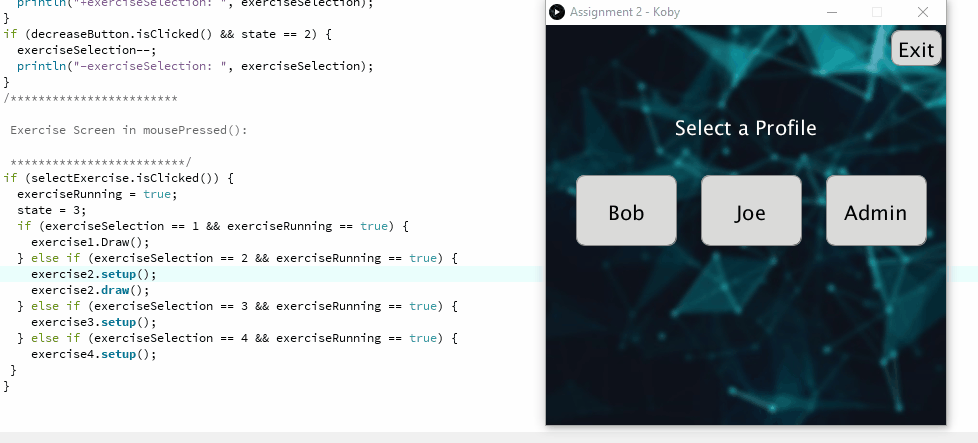 println("+exerciseSelection: ", exerciseSelection);
}
if (decreaseButton.isClicked() && state == 2) {
exerciseSelection--;
println("-exerciseSelection: ", exerciseSelection);
}
/************************
Exercise Screen in mousePressed():
*************************/
if (selectExercise.isClicked()) {
exerciseRunning = true;
state = 3;
if (exerciseSelection == 1 && exerciseRunning == true) {
exercise1.Draw();
} else if (exerciseSelection == 2 && exerciseRunning == true) {
exercise2.setup();
exercise2.draw();
} else if (exerciseSelection == 3 && exerciseRunning == true) {
exercise3.setup();
} else if (exerciseSelection == 4 && exerciseRunning == true) {
exercise4.setup();
}
}
Assignment 2 - Koby
Exit
Select a Profile
Bob
Joe
Admin